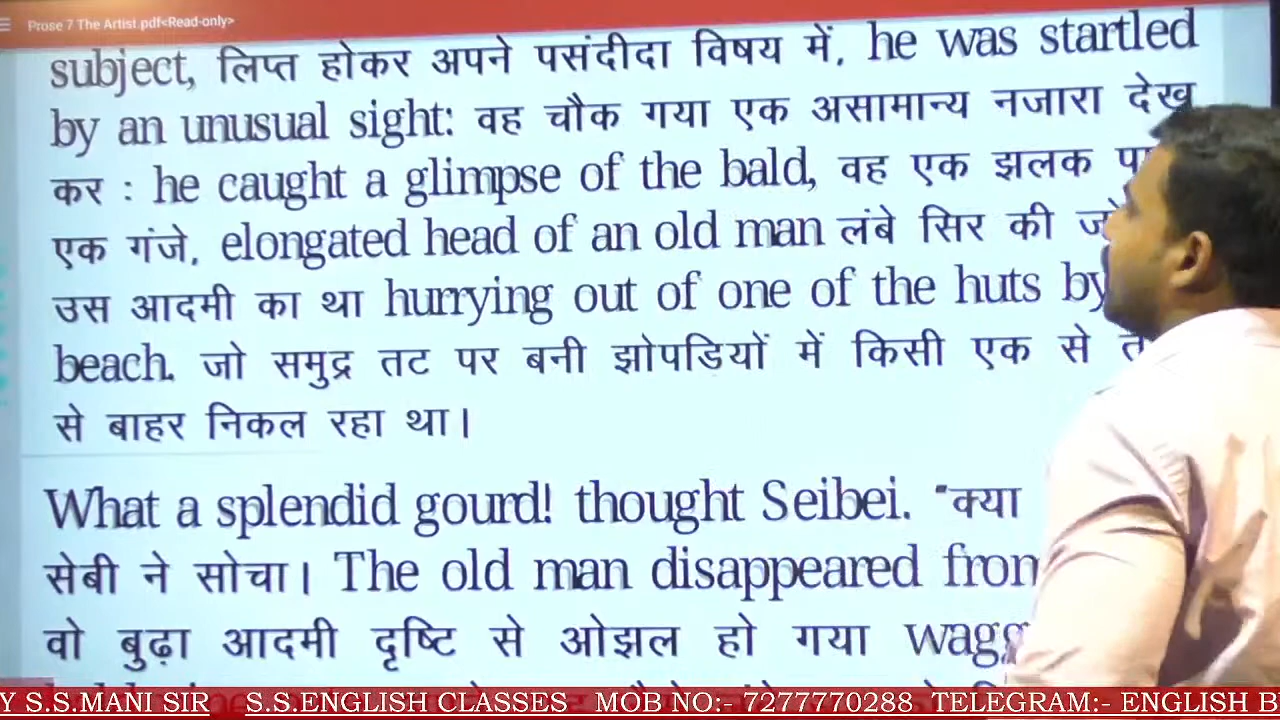 Prose 7 The Artist.pdf<Read-only>
subject, लिप्त होकर अपने पसंदीदा विषय में, he was startled
by an unusual sight: वह चौक गया एक असामान्य नजारा देख
कर : he caught a glimpse of the bald, वह एक झलक
एक गंजे, elongated head of an old man लंबे सिर की
उस आदमी का था hurrying out of one of the huts by
beach. जो समुद्र तट पर बनी झोपडियों में किसी एक से
से बाहर निकल रहा था।
What a splendid gourd! thought Seibei. "क्या
सेबी ने सोचा। The old man disappeared from
वो बुढ़ा आदमी दृष्टि से ओझल हो गया
Y S.S.MANI SIR S.S.ENGLISH CLASSES MOB NO:- 7277770288 TELEGRAM:- ENGLISH B